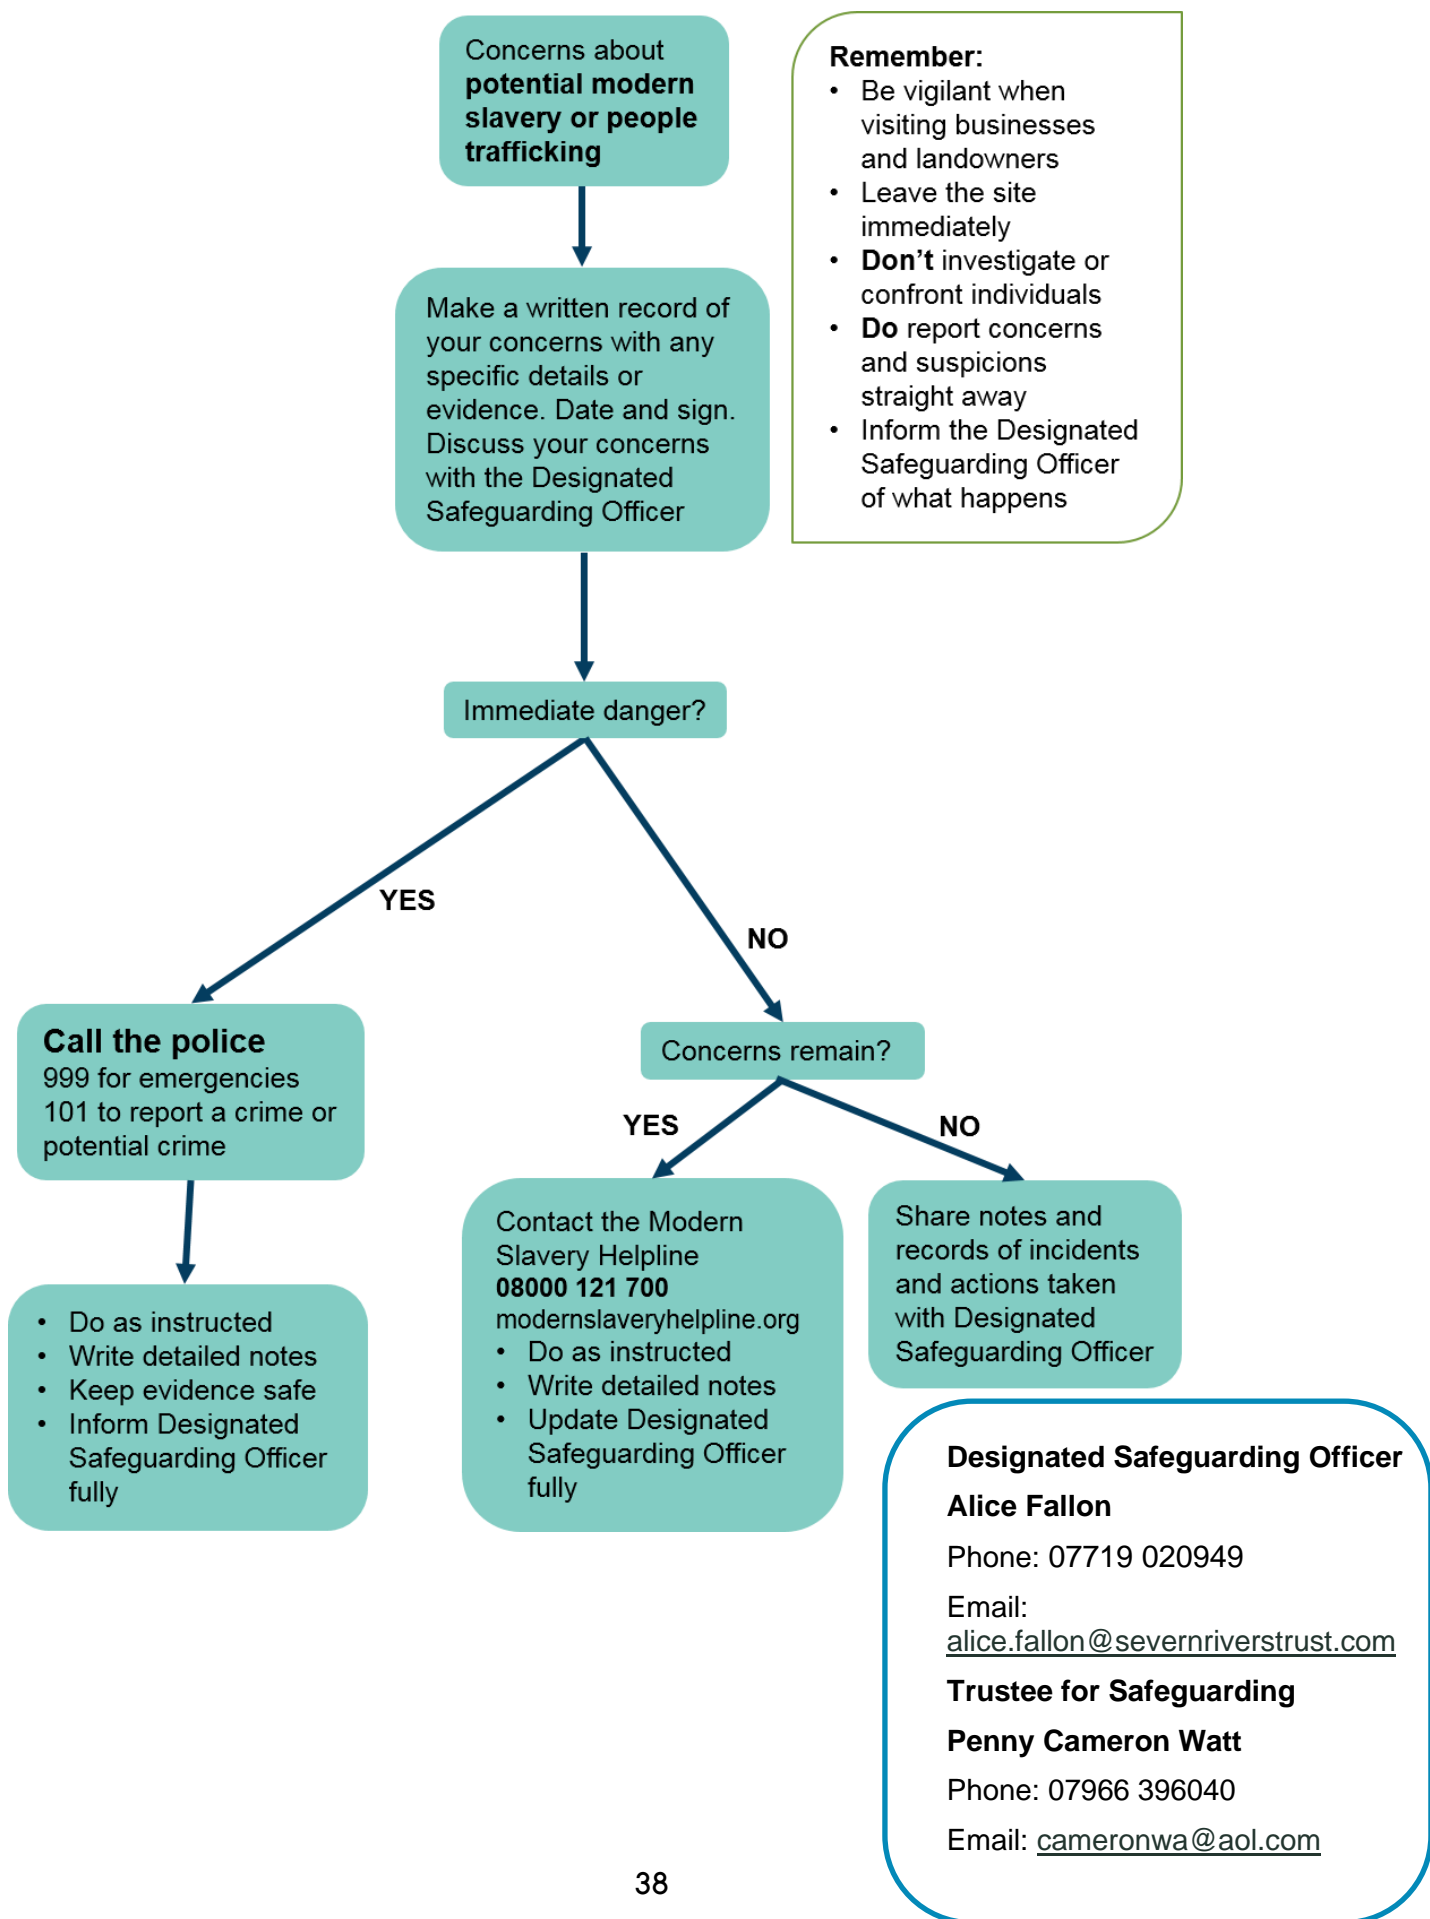 Concerns about
potential modern
slavery or people
trafficking
Remember:
• Be vigilant when
visiting businesses
and landowners
• Leave the site
immediately
• Don't investigate or
confront individuals
• Do report concerns
and suspicions
straight away
• Inform the Designated
Safeguarding Officer
of what happens
Make a written record of
your concerns with any
specific details or
evidence. Date and sign.
Discuss your concerns
with the Designated
Safeguarding Officer
Immediate danger?
YES
NO
Call the police
999 for emergencies
101 to report a crime or
potential crime
• Do as instructed
• Write detailed notes
• Keep evidence safe
• Inform Designated
Safeguarding Officer
fully
Concerns remain?
YES
NO
Contact the Modern
Slavery Helpline
08000 121 700
modernslaveryhelpline.org
• Do as instructed
• Write detailed notes
• Update Designated
Safeguarding Officer
fully
Share notes and
records of incidents
and actions taken
with Designated
Safeguarding Officer
Designated Safeguarding Officer
Alice Fallon
Phone: 07719 020949
Email:
alice.fallon@severnriverstrust.com
Trustee for Safeguarding
Penny Cameron Watt
Phone: 07966 396040
Email: cameronwa@aol.com
38